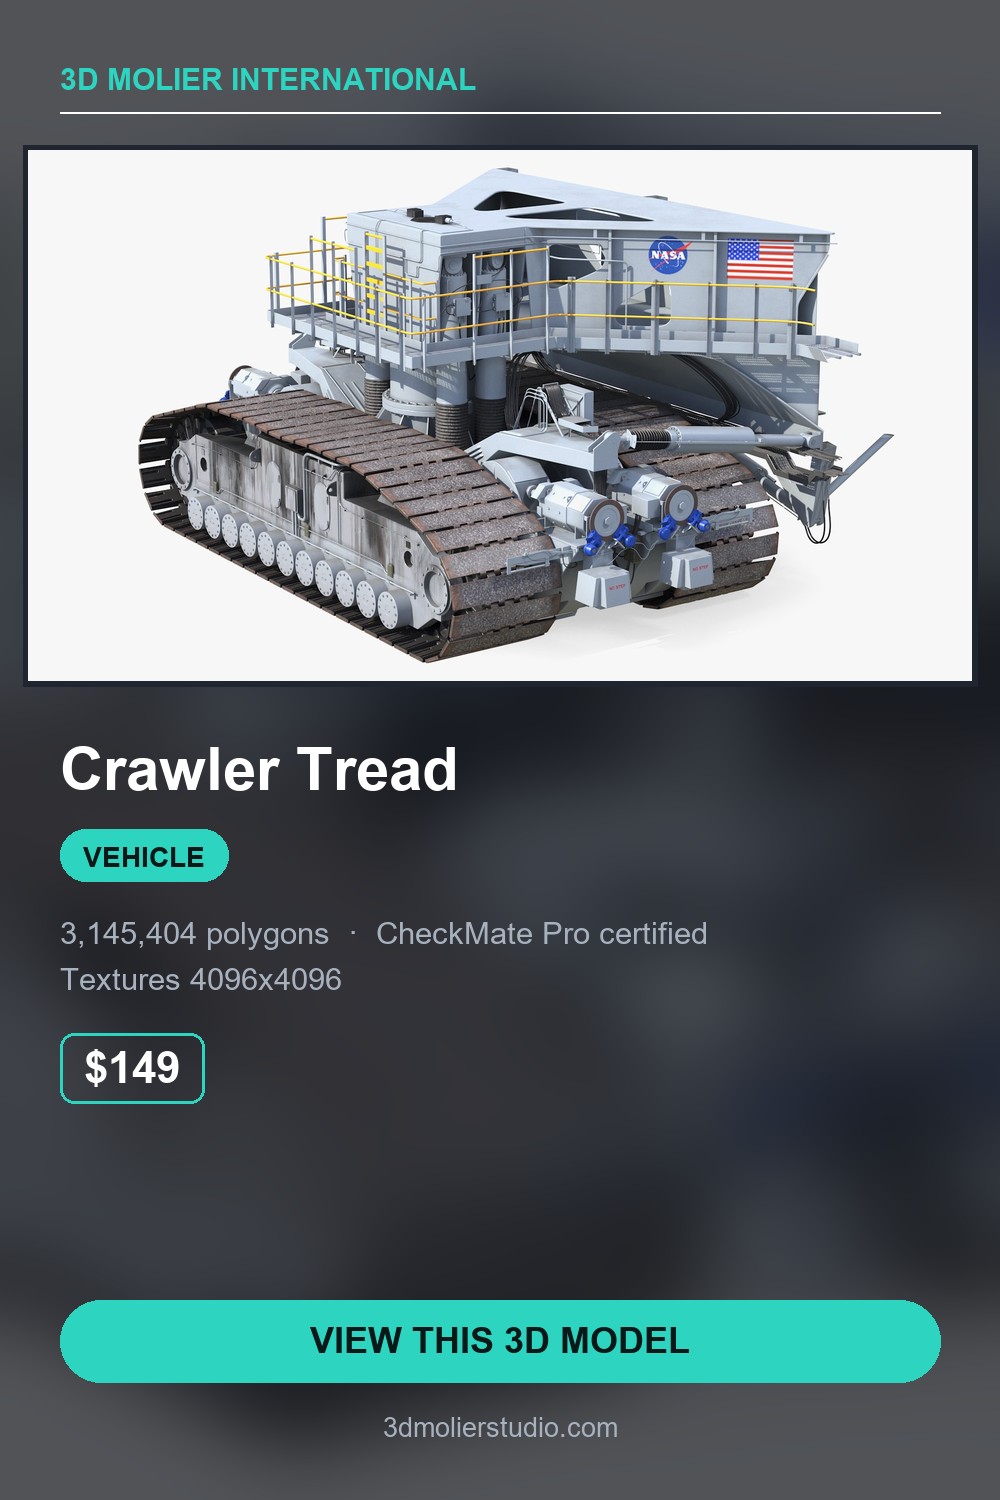 3D MOLIER INTERNATIONAL
NASA
Crawler Tread
VEHICLE
3,145,404 polygons · CheckMate Pro certified
Textures 4096x4096
$149
VIEW THIS 3D MODEL
3dmolierstudio.com